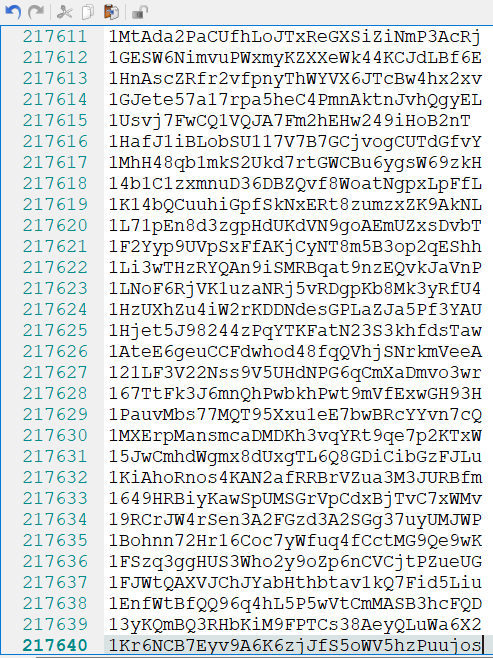 217611 1MtAda2PaCUfhLoJTxReGXSiZiNmP3AcRj
217612 1GESW6NimvuPWxmyKZXXeWk44KCJdLBf6E
217613 1HnAscZRfr2vfpnyThWYVX6JTcBw4hx2xv
217614 1GJete57a17rpa5heC4PmnAktnJvhQgyEL
217615 1Usvj7FwCQ1VQJA7Fm2hEHw249iHoB2nT
217616 1HafJ1iBLobSU117V7B7GCjvogCUTdGfvY
217617 1MhH48qb1mkS2Ukd7rtGWCBu6ygsW69zkH
217618 14b1C1zxmnuD36DBZQvf8WoatNgpxLpFfL
217619 1K14bQCuuhiGpfSkNxERt8zumzxZK9AkNL
217620 1L71pEn8d3zgpHdUKdVN9goAEmUZxsDvbT
217621 1F2Yyp9UVpSxFfAKjCyNT8m5B3op2qEShh
217622 1Li3wTHzRYQAn9iSMRBqat9nzEQvkJaVnP
217623 1LNoF6RjVK1uzaNRj5vRDgpKb8Mk3yRfU4
217624 1HzUXhZu4iW2rKDDNdesGPLaZJa5Pf3YAU
217625 1Hjet5J98244zPqYTKFatN23S3khfdsTaw
217626 1AteE6geuCCFdwhod48fqQVhjSNrkmVeeA
217627 121LF3V22Nss9V5UHdNPG6qCmXaDmvo3wr
217628 167TtFk3J6mnQhPwbkhPwt9mVfExwGH93H
217629 1PauvMbs77MQT95Xxu1eE7bwBRcYYvn7cQ
217630 1MXErpMansmcaDMDKh3vqYRt9qe7p2KTxW
217631 15JwCmhdWgmx8dUxgTL6Q8GDiCibGzFJLu
217632 1KiAhoRnos4KAN2afRRBrVZua3M3JURBfm
217633 1649HRBiyKawSpUMSGrVpCdxBjTvC7xWMv
217634 19RCrJW4rSen3A2FGzd3A2SGg37uyUMJWP
217635 1Bohnn72Hr16Coc7yWfuq4fCctMG9Qe9wK
217636 1FSzq3ggHUS3Who2y9oZp6nCVCjtPZueUG
217637 1FJWtQAXVJChJYabHthbtav1kQ7Fid5Liu
217638 1EnfWtBfQQ96q4hL5P5wVtCmMASB3hcFQD
217639 13yKQmBQ3RHbKiM9FPTCs38AeyQLuWa6X2
217640 1Kr6NCB7Eyv9A6K6zjJfS5oWV5hzPuujos